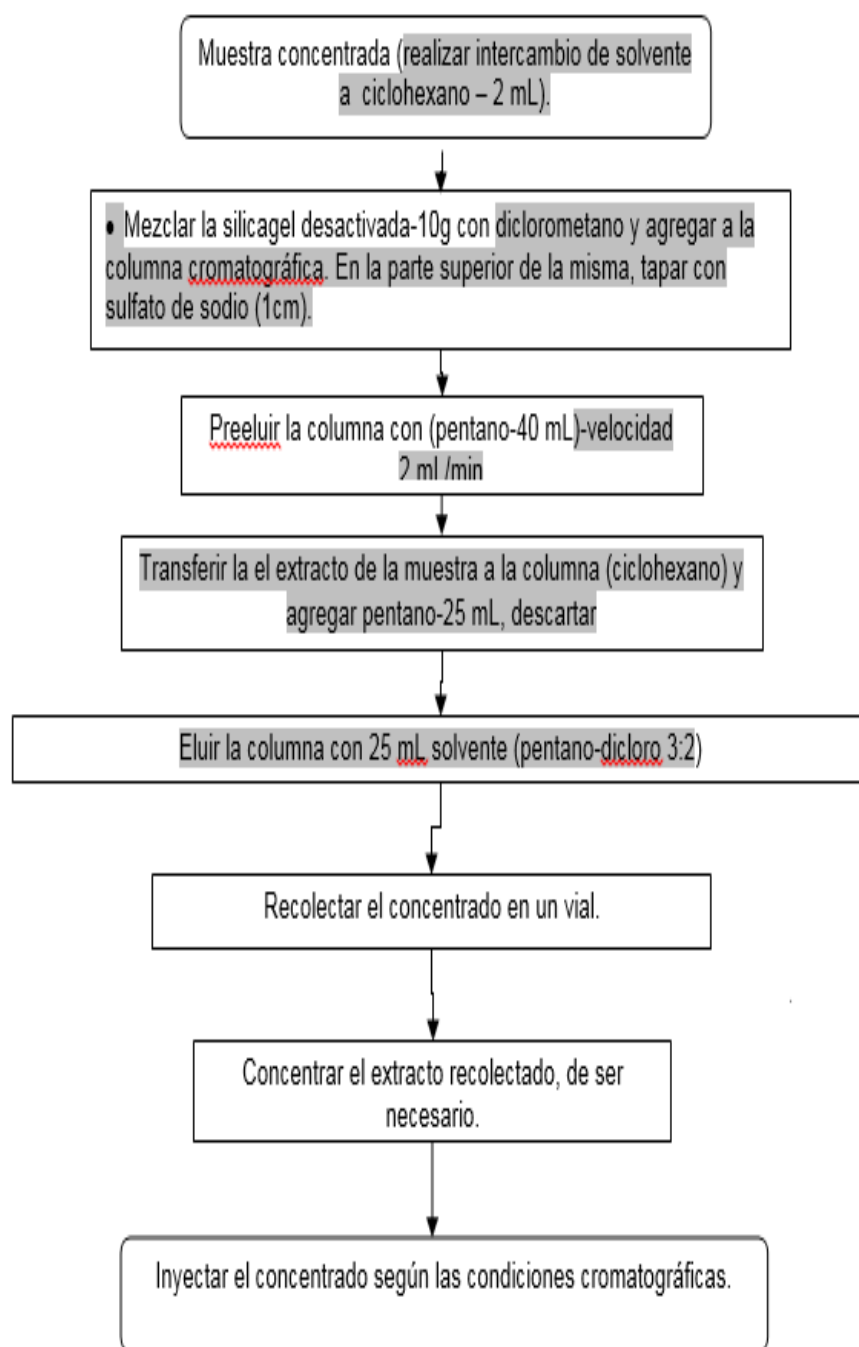 Muestra concentrada (realizar intercambio de solvente
a ciclohexano – 2 mL).
• Mezclar la silicagel desactivada-10g con diclorometano y agregar a la
columna cromatográfica. En la parte superior de la misma, tapar con
sulfato de sodio (1cm).
Preeluir la columna con (pentano-40 mL)-velocidad
2 mL/min
Transferir la el extracto de la muestra a la columna (ciclohexano) y
agregar pentano-25 mL, descartar
Eluir la columna con 25 mL solvente (pentano-dicloro 3:2)
Recolectar el concentrado en un vial.
Concentrar el extracto recolectado, de ser
necesario.
Inyectar el concentrado según las condiciones cromatográficas.